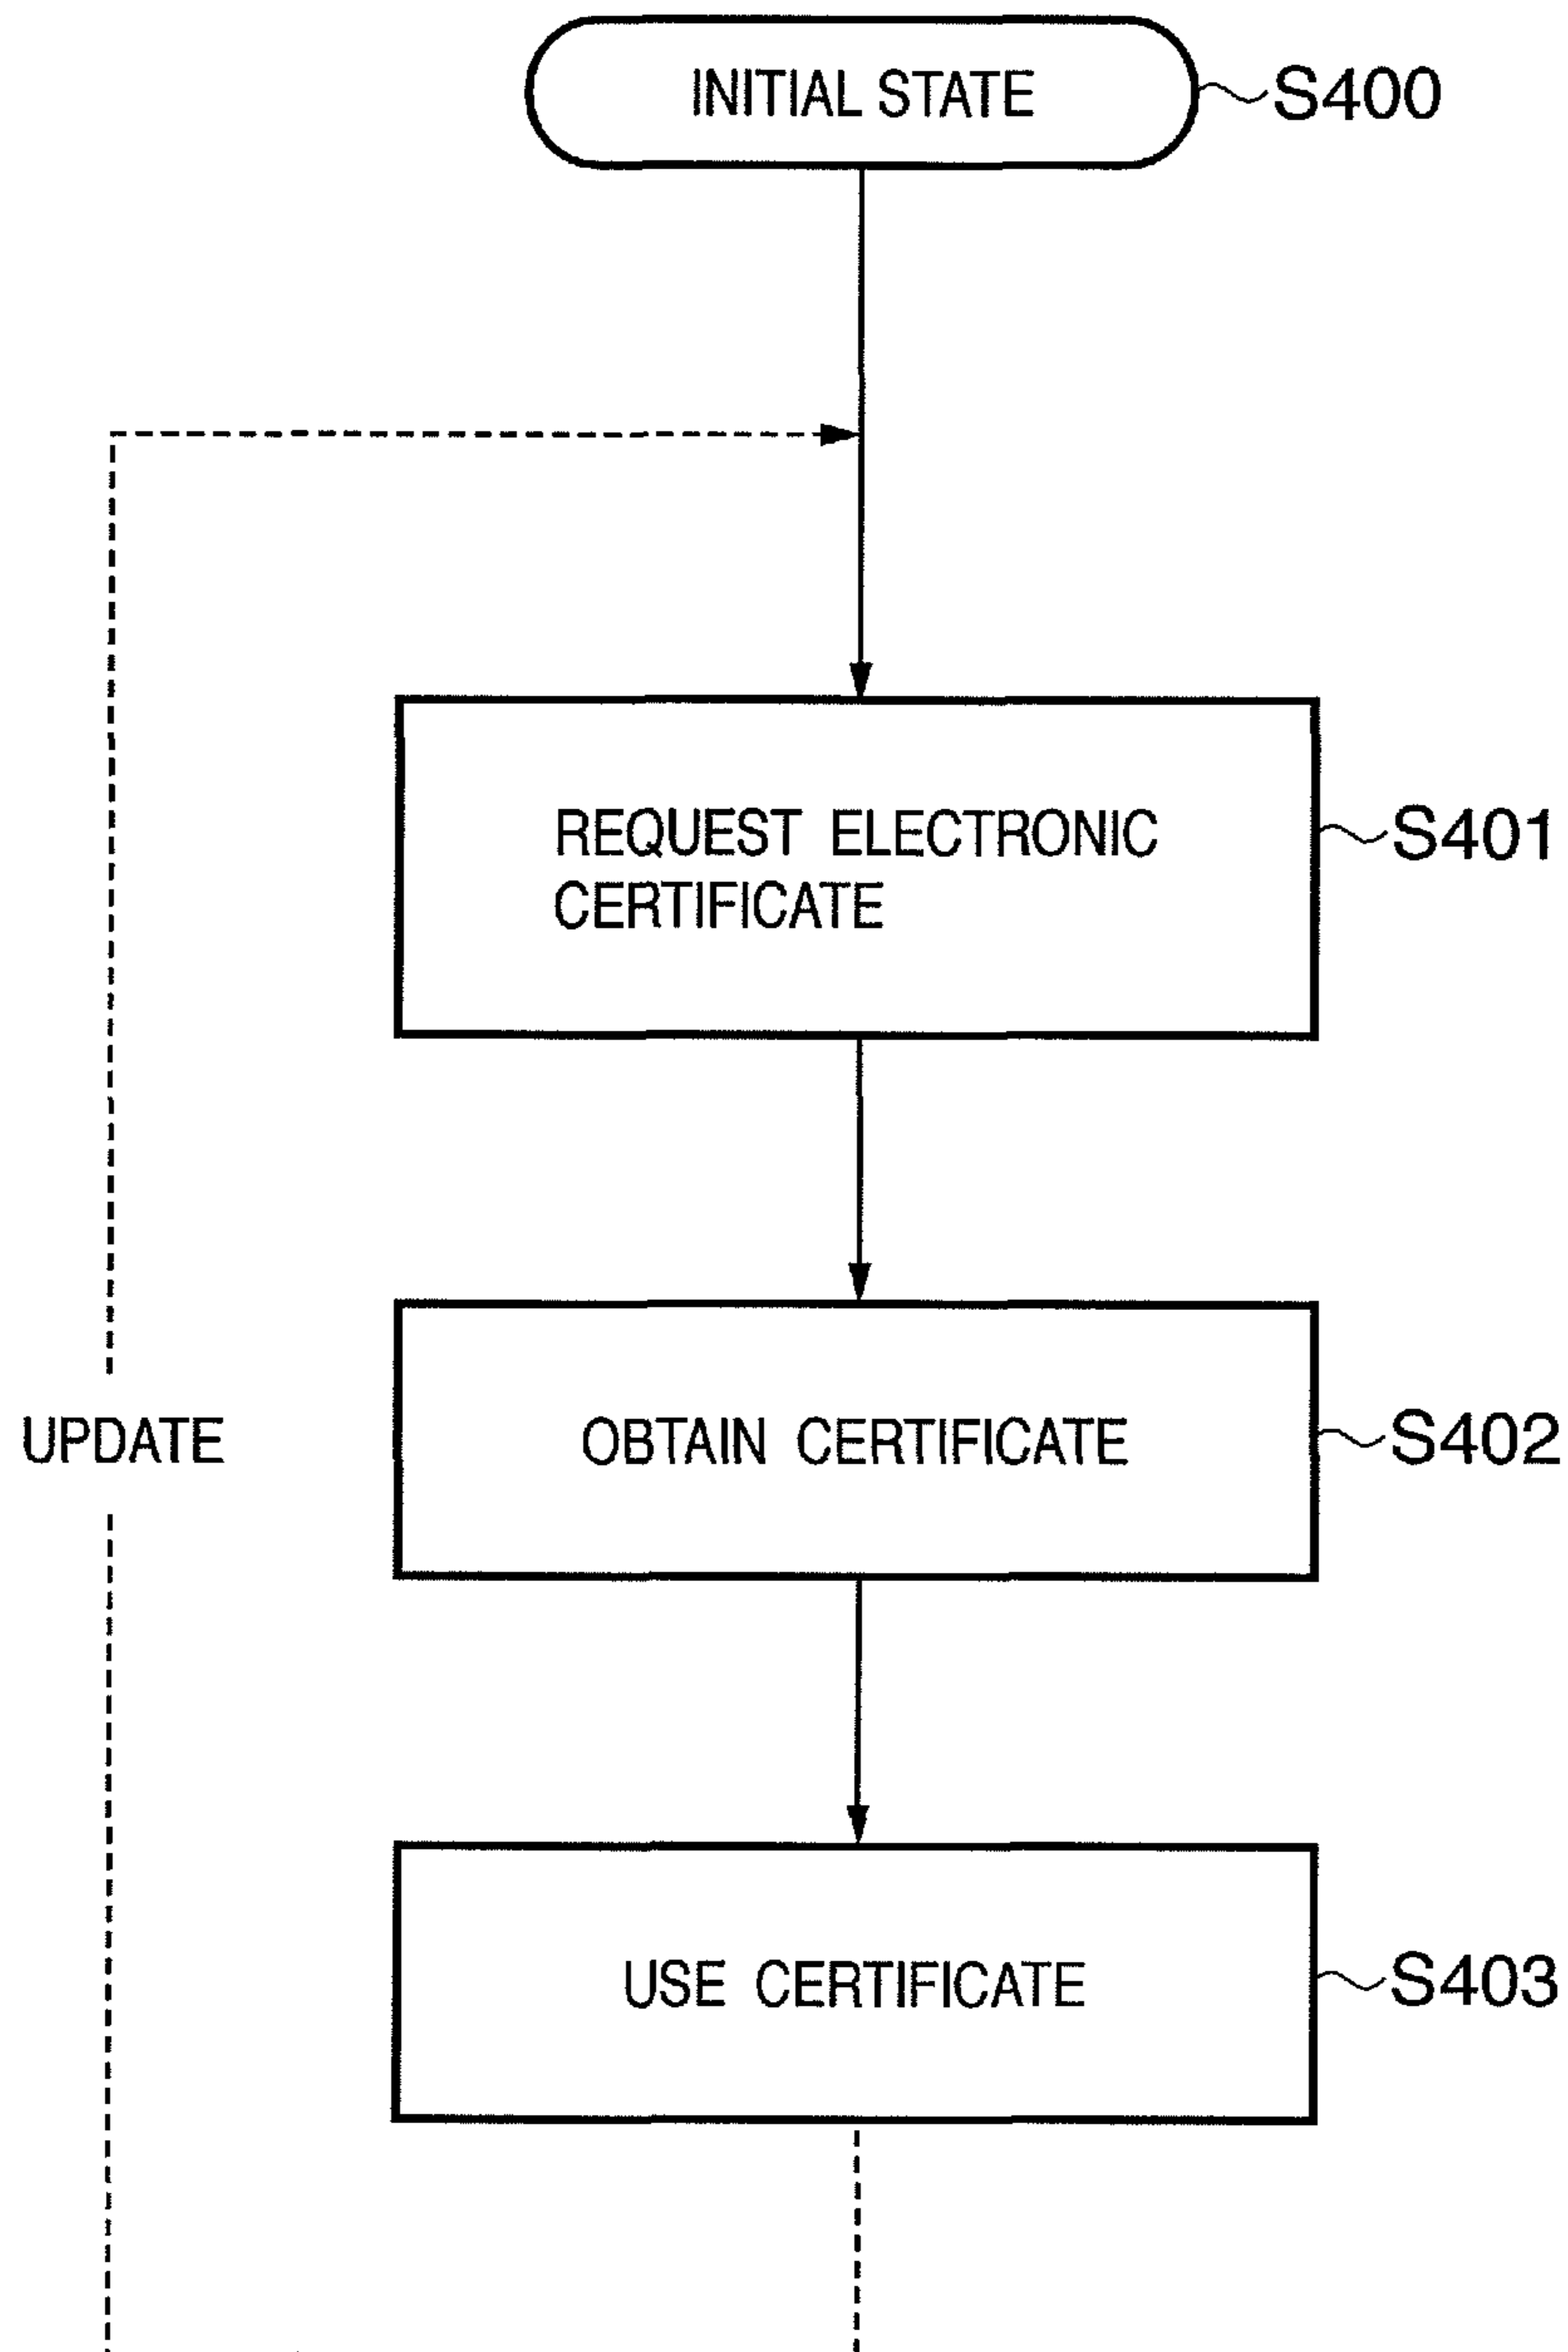 INITIAL STATE
S400
REQUEST ELECTRONIC
CERTIFICATE
S401
UPDATE
OBTAIN CERTIFICATE
S402
USE CERTIFICATE
S403